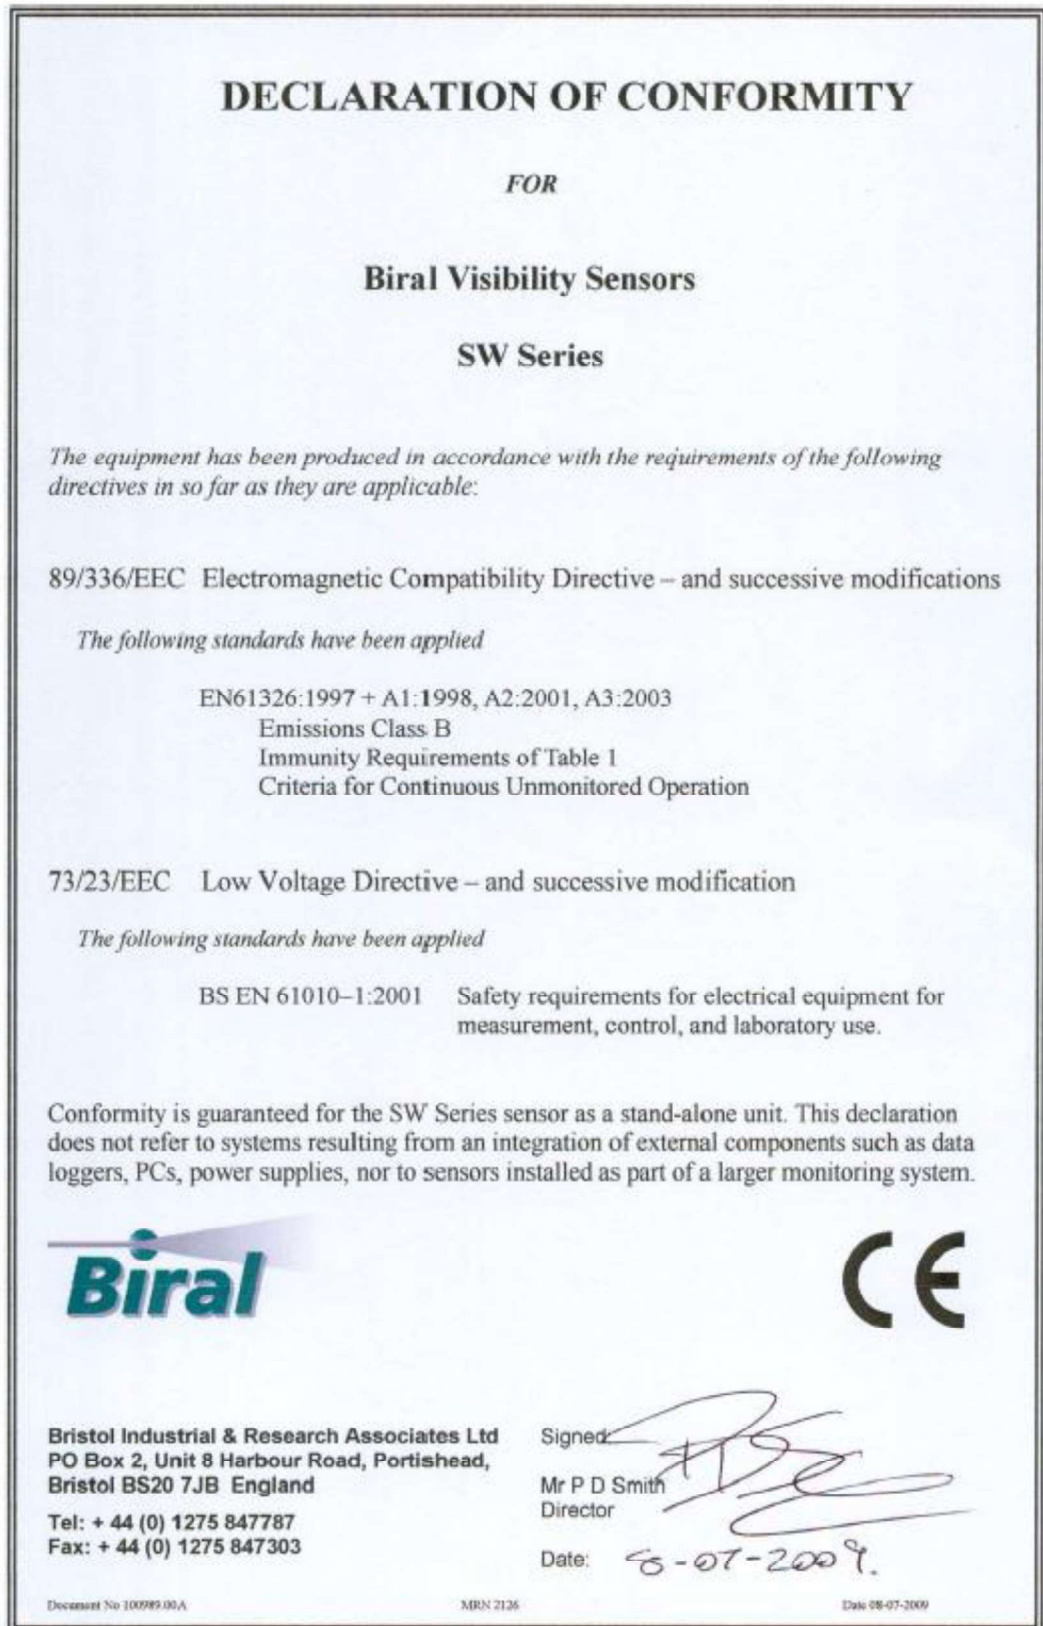 DECLARATION OF CONFORMITY
FOR
Biral Visibility Sensors
SW Series
The equipment has been produced in accordance with the requirements of the following
directives in so far as they are applicable:
89/336/EEC Electromagnetic Compatibility Directive – and successive modifications
The following standards have been applied
EN61326:1997 + A1:1998, A2:2001, A3:2003
Emissions Class B
Immunity Requirements of Table 1
Criteria for Continuous Unmonitored Operation
73/23/EEC Low Voltage Directive – and successive modification
The following standards have been applied
BS EN 61010–1:2001 Safety requirements for electrical equipment for
measurement, control, and laboratory use.
Conformity is guaranteed for the SW Series sensor as a stand-alone unit. This declaration
does not refer to systems resulting from an integration of external components such as data
loggers, PCs, power supplies, nor to sensors installed as part of a larger monitoring system.
Biral
CE
Bristol Industrial & Research Associates Ltd
PO Box 2, Unit 8 Harbour Road, Portishead,
Bristol BS20 7JB England
Tel: + 44 (0) 1275 847787
Fax: + 44 (0) 1275 847303
Signed:
Mr P D Smith
Director
Date: 8-07-2009.
Document No 100989.00A MRN 2126 Date 08-07-2009